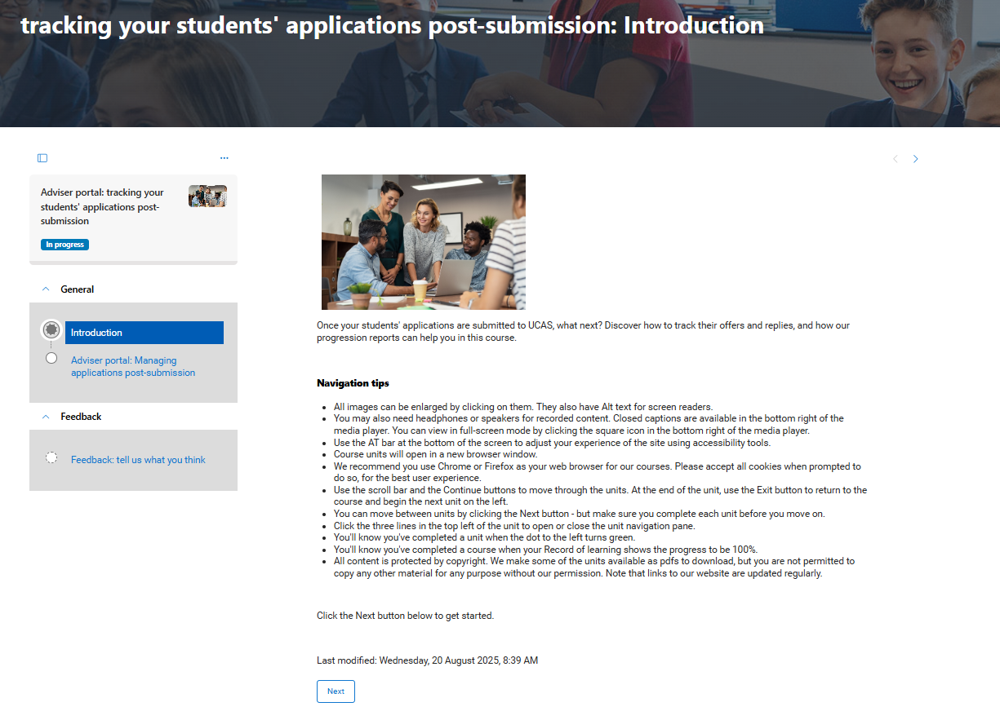 tracking your students' applications post-submission: Introduction
Adviser portal: tracking your
students' applications post-
submission
In progress
General
Introduction
Adviser portal: Managing
applications post-submission
Feedback
Feedback: tell us what you think
Once your students' applications are submitted to UCAS, what next? Discover how to track their offers and replies, and how our
progression reports can help you in this course.
Navigation tips
All images can be enlarged by clicking on them. They also have Alt text for screen readers.
You may also need headphones or speakers for recorded content. Closed captions are available in the bottom right of the
media player. You can view in full-screen mode by clicking the square icon in the bottom right of the media player.
Use the AT bar at the bottom of the screen to adjust your experience of the site using accessibility tools.
Course units will open in a new browser window.
We recommend you use Chrome or Firefox as your web browser for our courses. Please accept all cookies when prompted to
do so, for the best user experience.
Use the scroll bar and the Continue buttons to move through the units. At the end of the unit, use the Exit button to return to the
course and begin the next unit on the left.
You can move between units by clicking the Next button - but make sure you complete each unit before you move on.
Click the three lines in the top left of the unit to open or close the unit navigation pane.
You'll know you've completed a unit when the dot to the left turns green.
You'll know you've completed a course when your Record of learning shows the progress to be 100%.
All content is protected by copyright. We make some of the units available as pdfs to download, but you are not permitted to
copy any other material for any purpose without our permission. Note that links to our website are updated regularly.
Click the Next button below to get started.
Last modified: Wednesday, 20 August 2025, 8:39 AM
Next